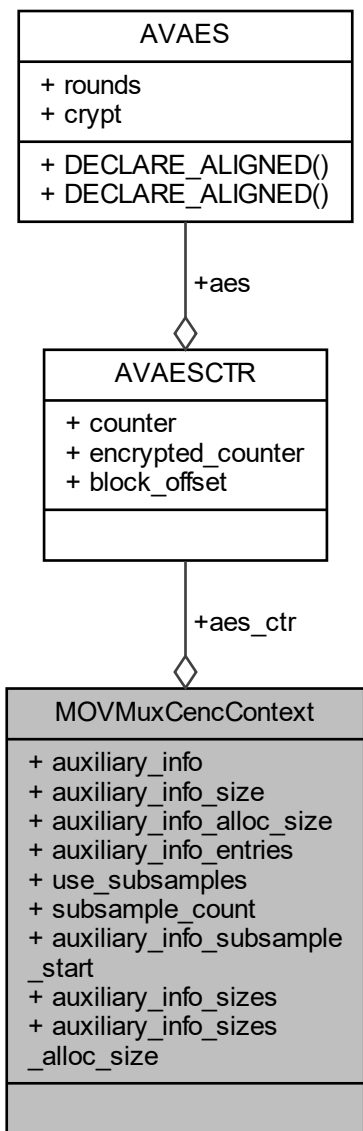 AVAES
+ rounds
+ crypt
+ DECLARE_ALIGNED()
+ DECLARE_ALIGNED()
+aes
AVAESCTR
+ counter
+ encrypted_counter
+ block_offset
+aes_ctr
MOVMuxCencContext
+ auxiliary_info
+ auxiliary_info_size
+ auxiliary_info_alloc_size
+ auxiliary_info_entries
+ use_subsamples
+ subsample_count
+ auxiliary_info_subsample
_start
+ auxiliary_info_sizes
+ auxiliary_info_sizes
_alloc_size